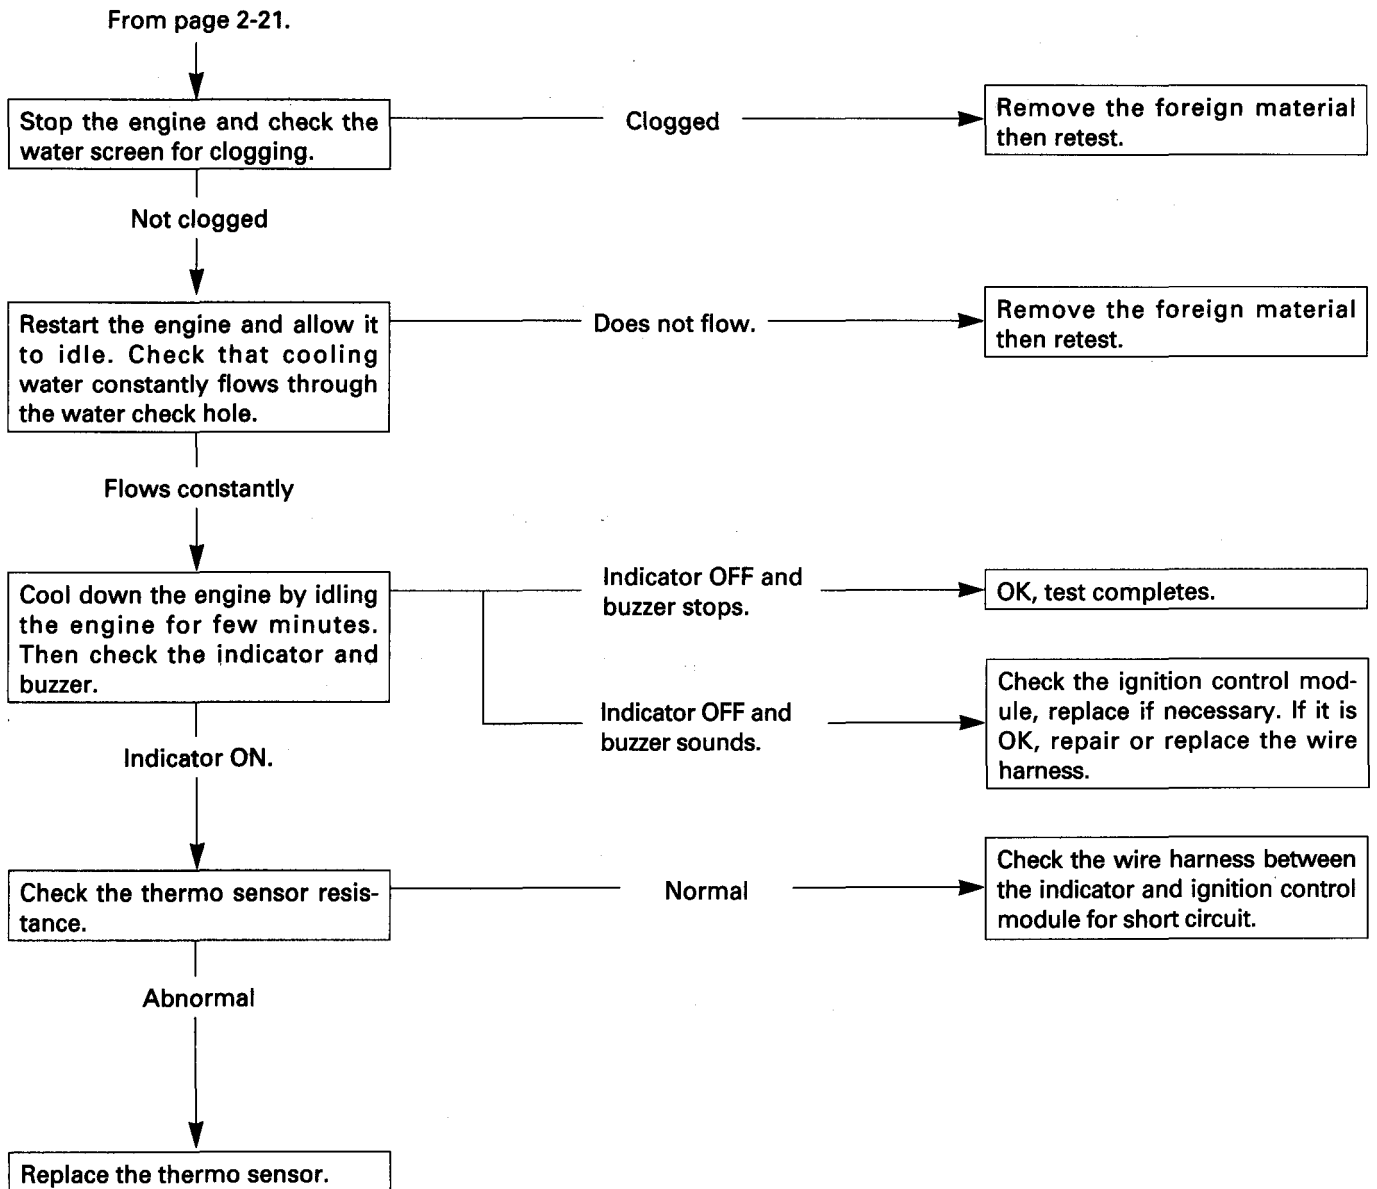 From page 2-21.
Stop the engine and check the
water screen for clogging.
Clogged
Remove the foreign material
then retest.
Not clogged
Restart the engine and allow it
to idle. Check that cooling
water constantly flows through
the water check hole.
Does not flow.
Remove the foreign material
then retest.
Flows constantly
Cool down the engine by idling
the engine for few minutes.
Then check the indicator and
buzzer.
Indicator OFF and
buzzer stops.
OK, test completes.
Indicator OFF and
buzzer sounds.
Check the ignition control mod-
ule, replace if necessary. If it is
OK, repair or replace the wire
harness.
Indicator ON.
Check the thermo sensor resis-
tance.
Normal
Check the wire harness between
the indicator and ignition control
module for short circuit.
Abnormal
Replace the thermo sensor.